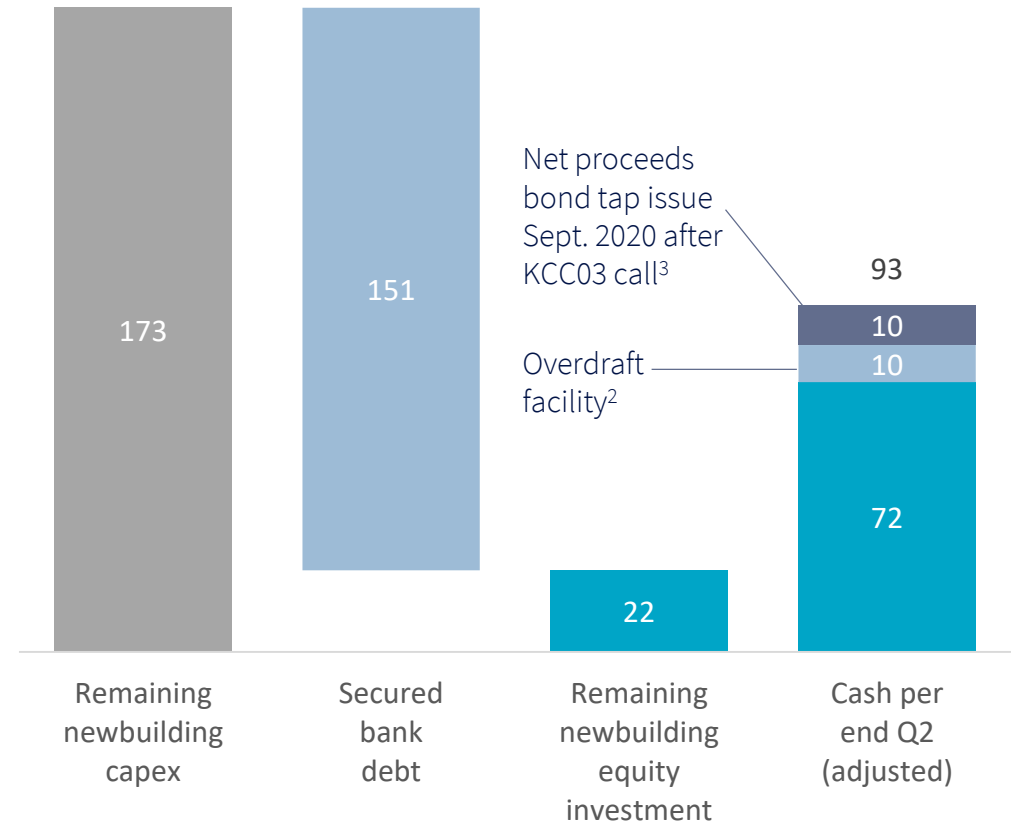 173
151
Net proceeds
bond tap issue
Sept. 2020 after
KCC03 call³
Overdraft
facility²
22
93
10
10
72
Remaining
newbuilding
capex
Secured
bank
debt
Remaining
newbuilding
equity
investment
Cash per
end Q2
(adjusted)